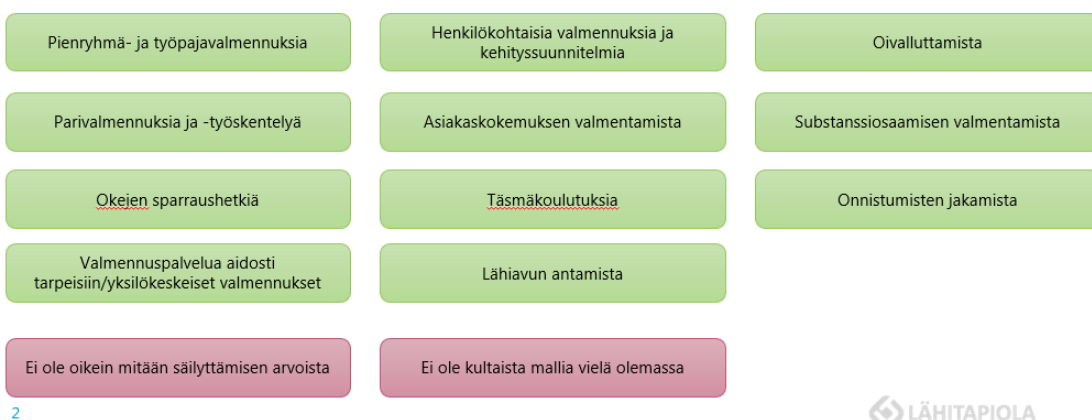 Pienryhmä- ja työpajavalmennuksia
Henkilökohtaisia valmennuksia ja
kehityssuunnitelmia
Oivalluttamista
Parivalmennuksia ja -työskentelyä
Asiakaskokemuksen valmentamista
Substanssiosaamisen valmentamista
Okejen sparraushetkiä
Täsmäkoulutuksia
Onnistumisten jakamista
Valmennuspalvelua aidosti
tarpeisiin/yksilökeskeiset valmennukset
Lähiavun antamista
Ei ole oikein mitään säilyttämisen arvoista
Ei ole kultaista mallia vielä olemassa
2
LÄHITAPIOLA